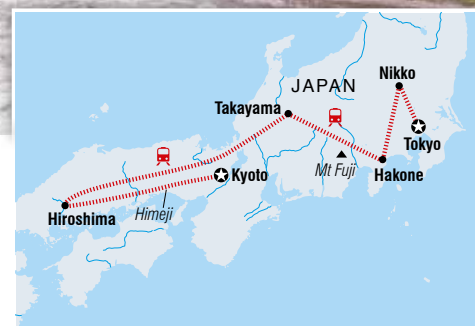 Nikko
JAPAN
Takayama
Tokyo
Mt Fuji
Hakone
Kyoto
Hiroshima
Himeji